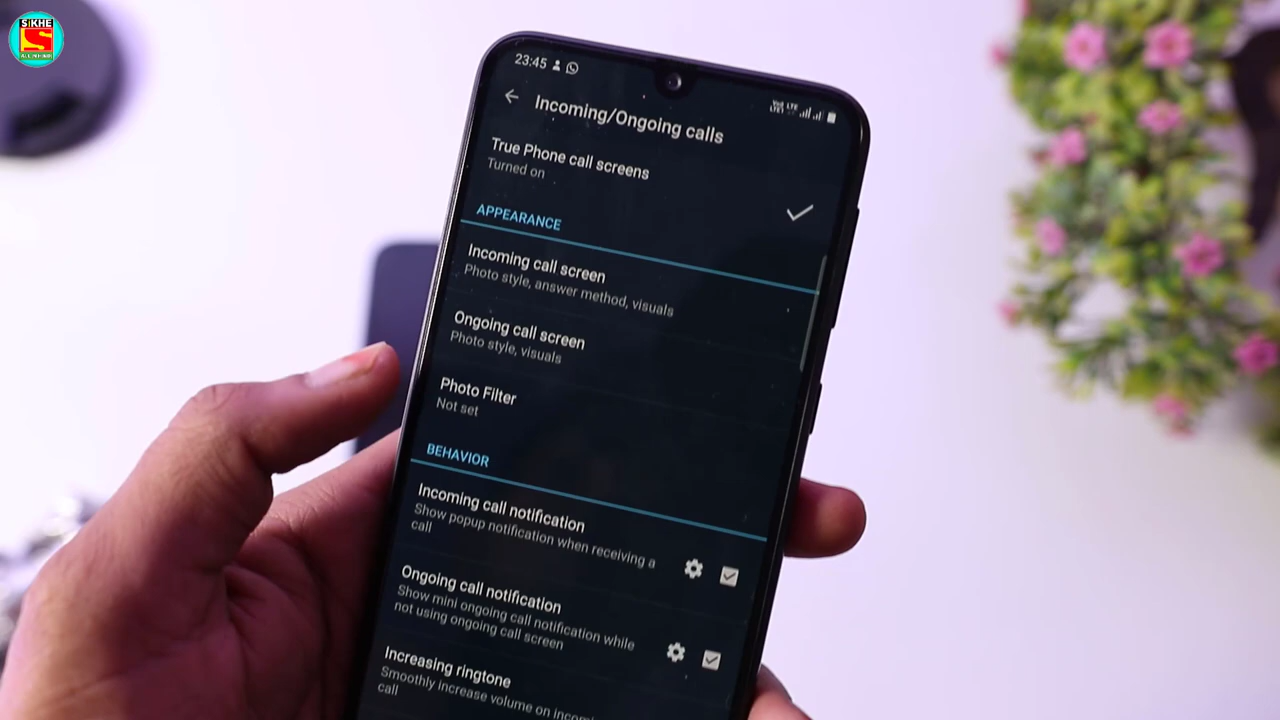 SIKHE
S
ALL IN HINDI
23:45
Incoming/Ongoing calls
True Phone call screens
Turned on
APPEARANCE
Incoming call screen
Photo style, answer method, visuals
Ongoing call screen
Photo style, visuals
Photo Filter
Not set
BEHAVIOR
Incoming call notification
Show popup notification when receiving a
call
Ongoing call notification
Show mini ongoing call notification while
not using ongoing call screen
Increasing ringtone
Smoothly increase volume on
call